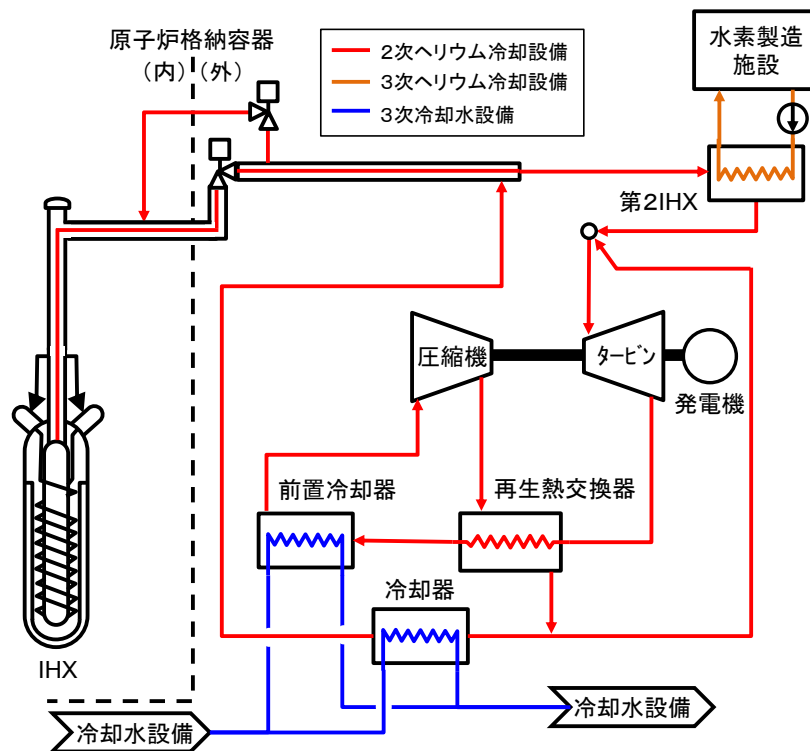 原子炉格納容器
(内) (外)
2次ヘリウム冷却設備
3次ヘリウム冷却設備
3次冷却水設備
水素製造
施設
第2IHX
圧縮機
タービン
発電機
前置冷却器
再生熱交換器
冷却器
IHX
冷却水設備
冷却水設備